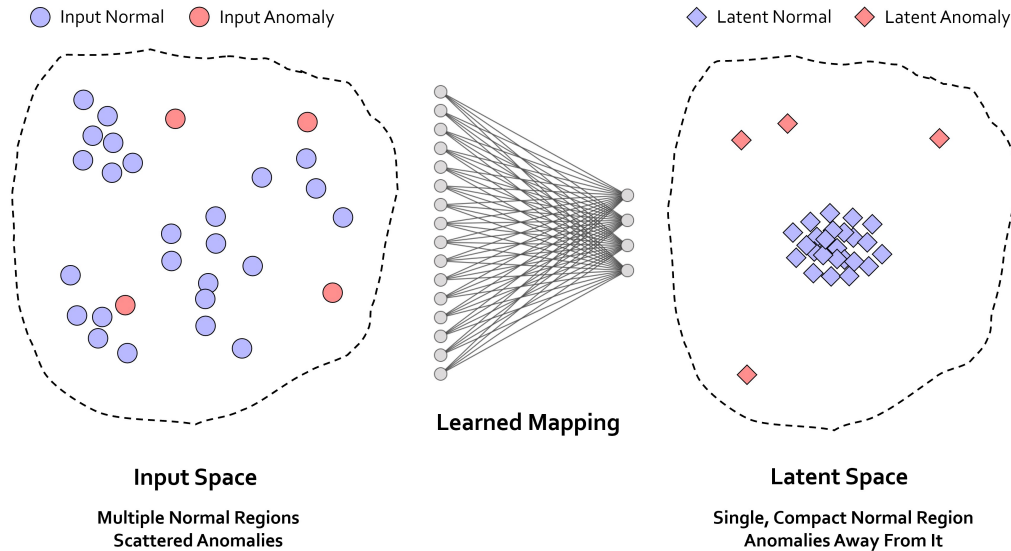 Input Normal
Input Anomaly
Latent Normal
Latent Anomaly
Learned Mapping
Input Space
Latent Space
Multiple Normal Regions
Scattered Anomalies
Single, Compact Normal Region
Anomalies Away From It